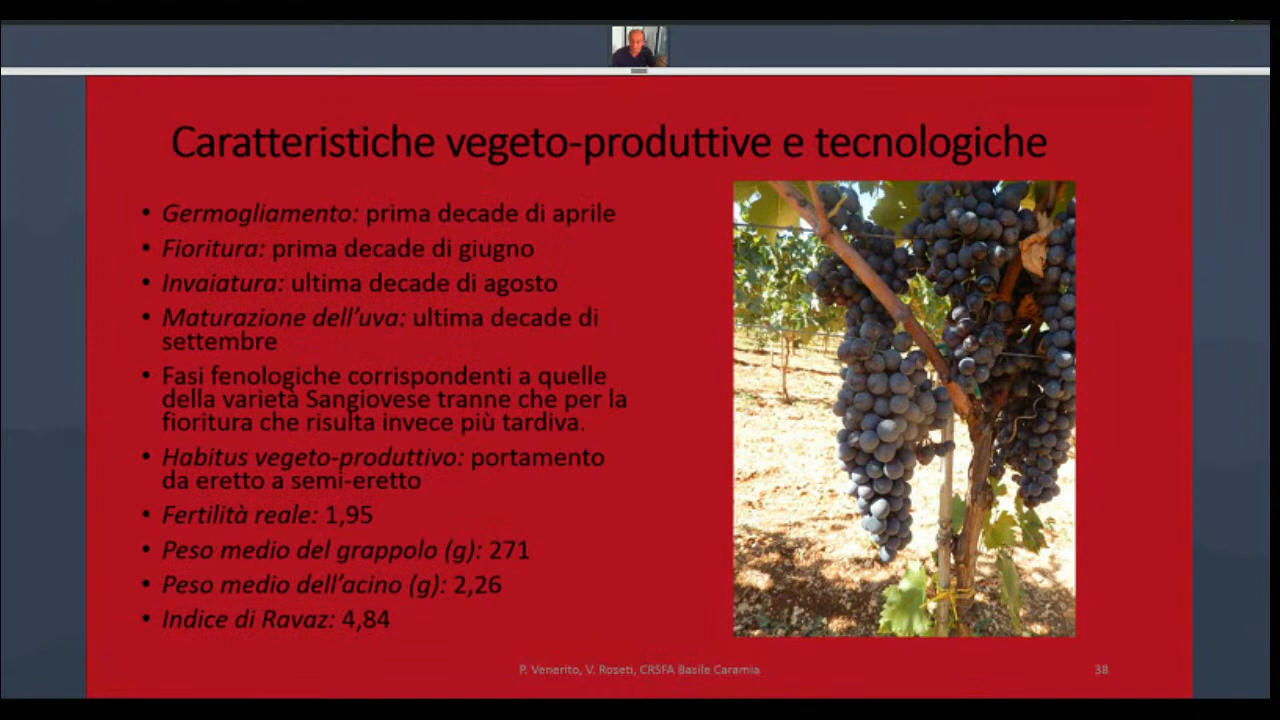 Caratteristiche vegeto-produttive e tecnologiche
• Germogliamento: prima decade di aprile
• Fioritura: prima decade di giugno
• Invaiatura: ultima decade di agosto
• Maturazione dell'uva: ultima decade di
settembre
• Fasi fenologiche corrispondenti a quelle
della varietà Sangiovese tranne che per la
fioritura che risulta invece più tardiva.
• Habitus vegeto-produttivo: portamento
da eretto a semi-eretto
• Fertilità reale: 1,95
• Peso medio del grappolo (g): 271
• Peso medio dell'acino (g): 2,26
• Indice di Ravaz: 4,84
P. Venerito, V. Roseti, CRSFA Basile Caramia
38